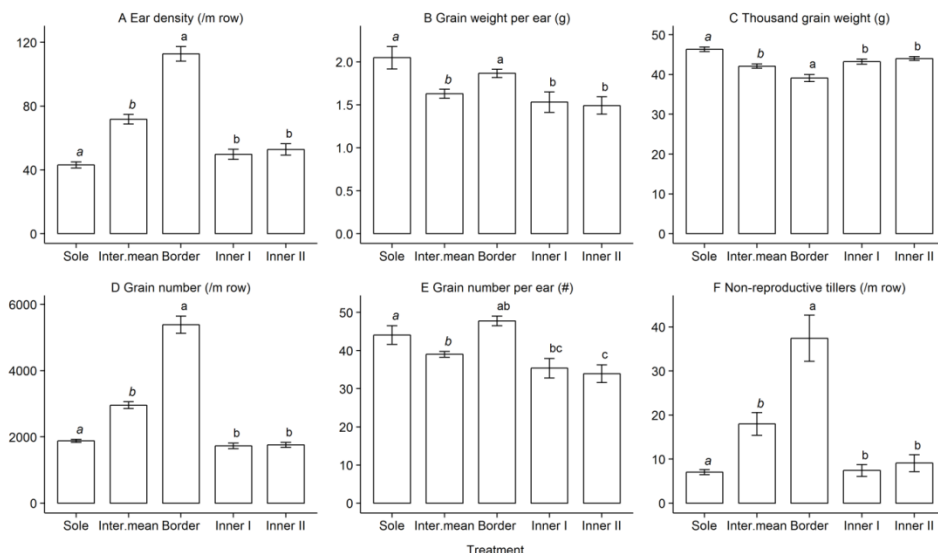 A Ear density (/m row)
120
80
40
0
a
b
a
b
b
Sole Inter.mean Border Inner I Inner II
B Grain weight per ear (g)
2.0
1.5
1.0
0.5
0.0
a
b
a
b
b
Sole Inter.mean Border Inner I Inner II
C Thousand grain weight (g)
50
40
30
20
10
0
a
b
a
b
b
Sole Inter.mean Border Inner I Inner II
D Grain number (/m row)
6000
4000
2000
0
a
b
a
b
b
Sole Inter.mean Border Inner I Inner II
E Grain number per ear (#)
50
40
30
20
10
0
a
b
ab
bc
c
Sole Inter.mean Border Inner I Inner II
F Non-reproductive tillers (/m row)
40
30
20
10
0
a
b
a
b
b
Sole Inter.mean Border Inner I Inner II
Treatment